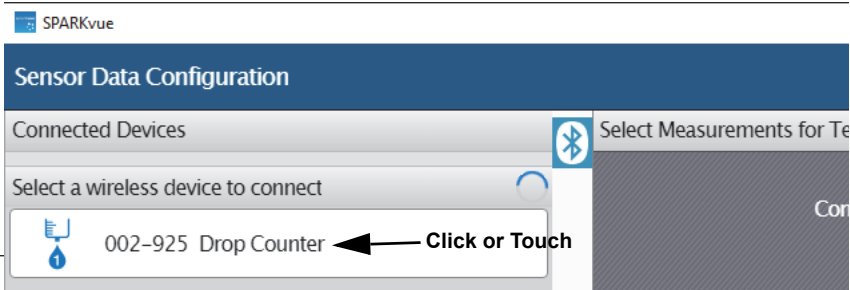 SPARKvue
Sensor Data Configuration
Connected Devices
Select Measurements for Te
Select a wireless device to connect
Con
1
002-925 Drop Counter
Click or Touch